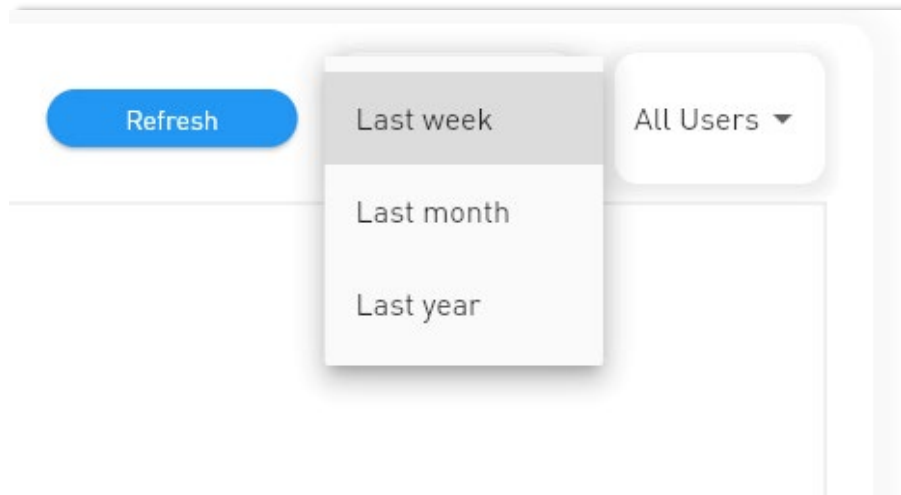 Refresh
Last week
All Users
Last month
Last year